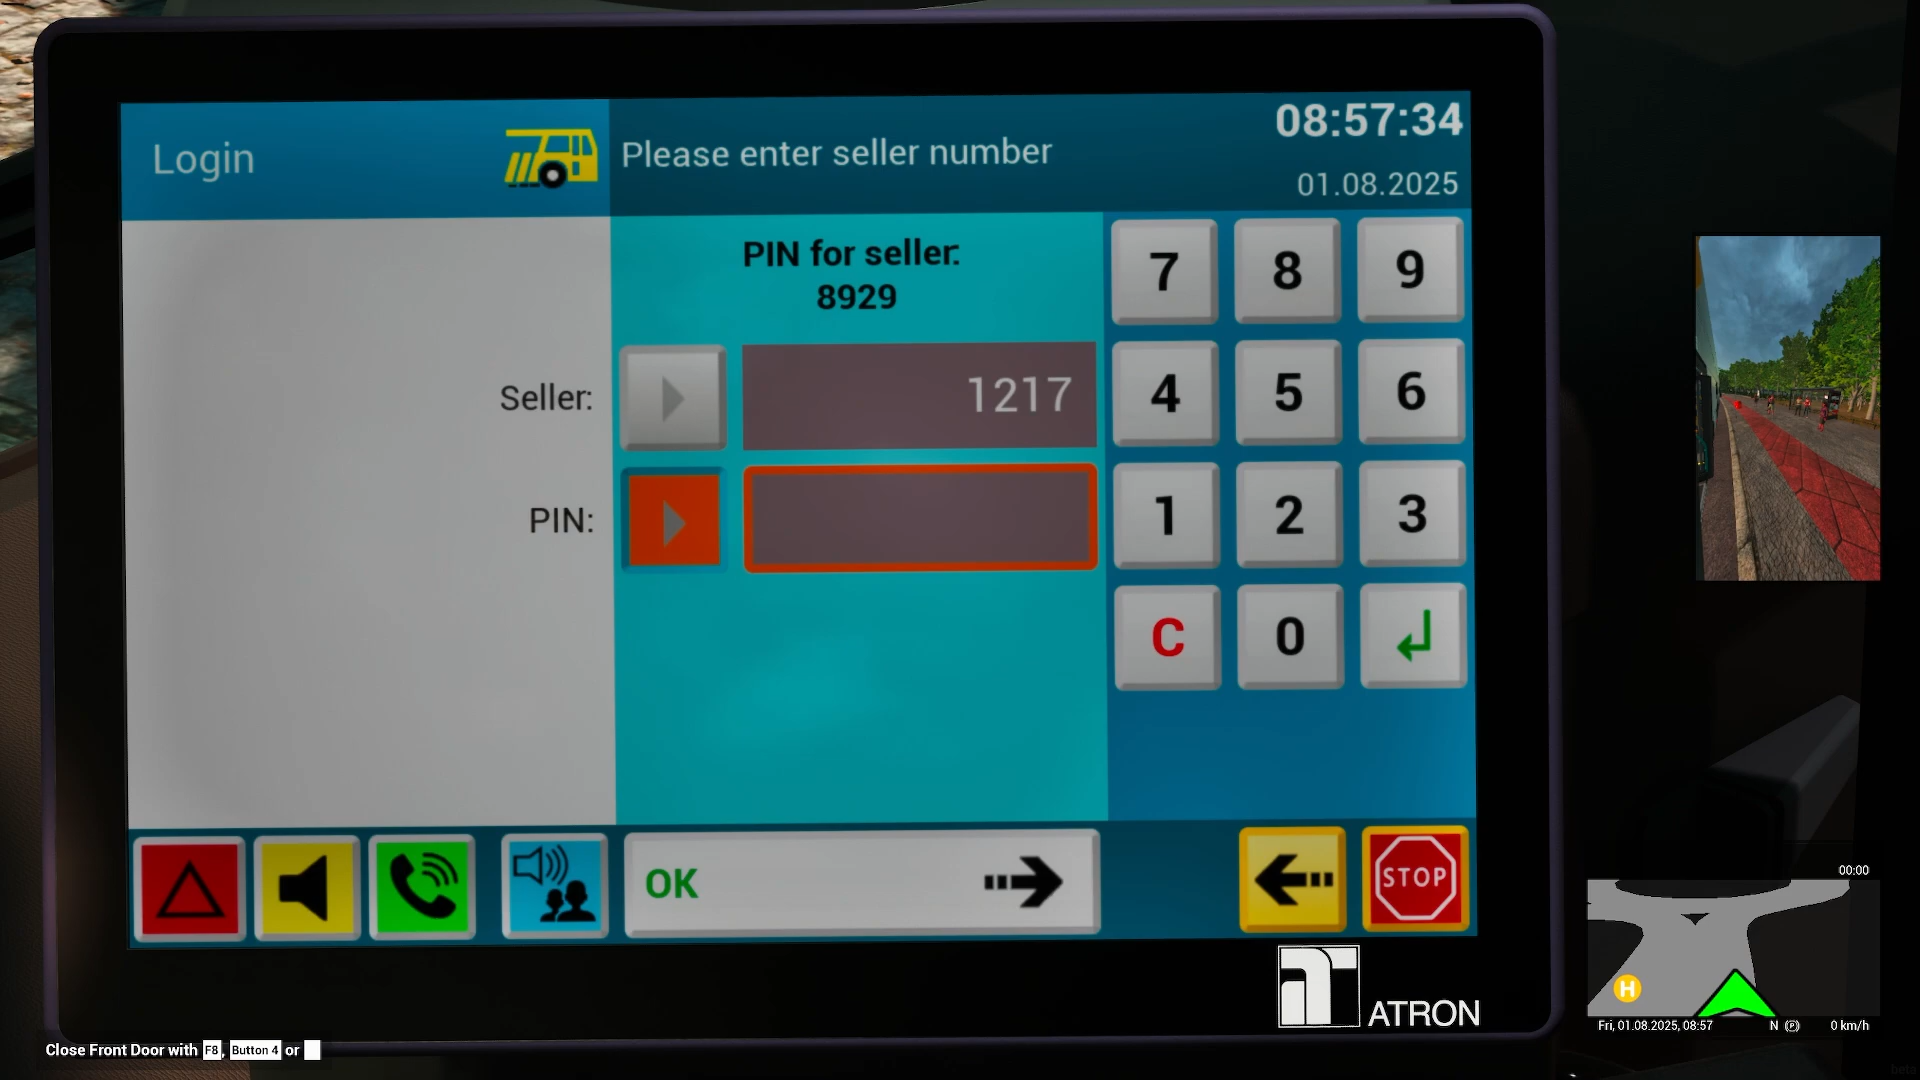 Login
Please enter seller number
08:57:34
01.08.2025
PIN for seller:
8929
7 8 9
Seller:
1217
4 5 6
PIN:
1 2 3
C 0
OK
STOP
ATRON
00:00
H
Fri, 01.08.2025, 08:57 N P 0 km/h
Close Front Door with F8, Button 4 or
beta